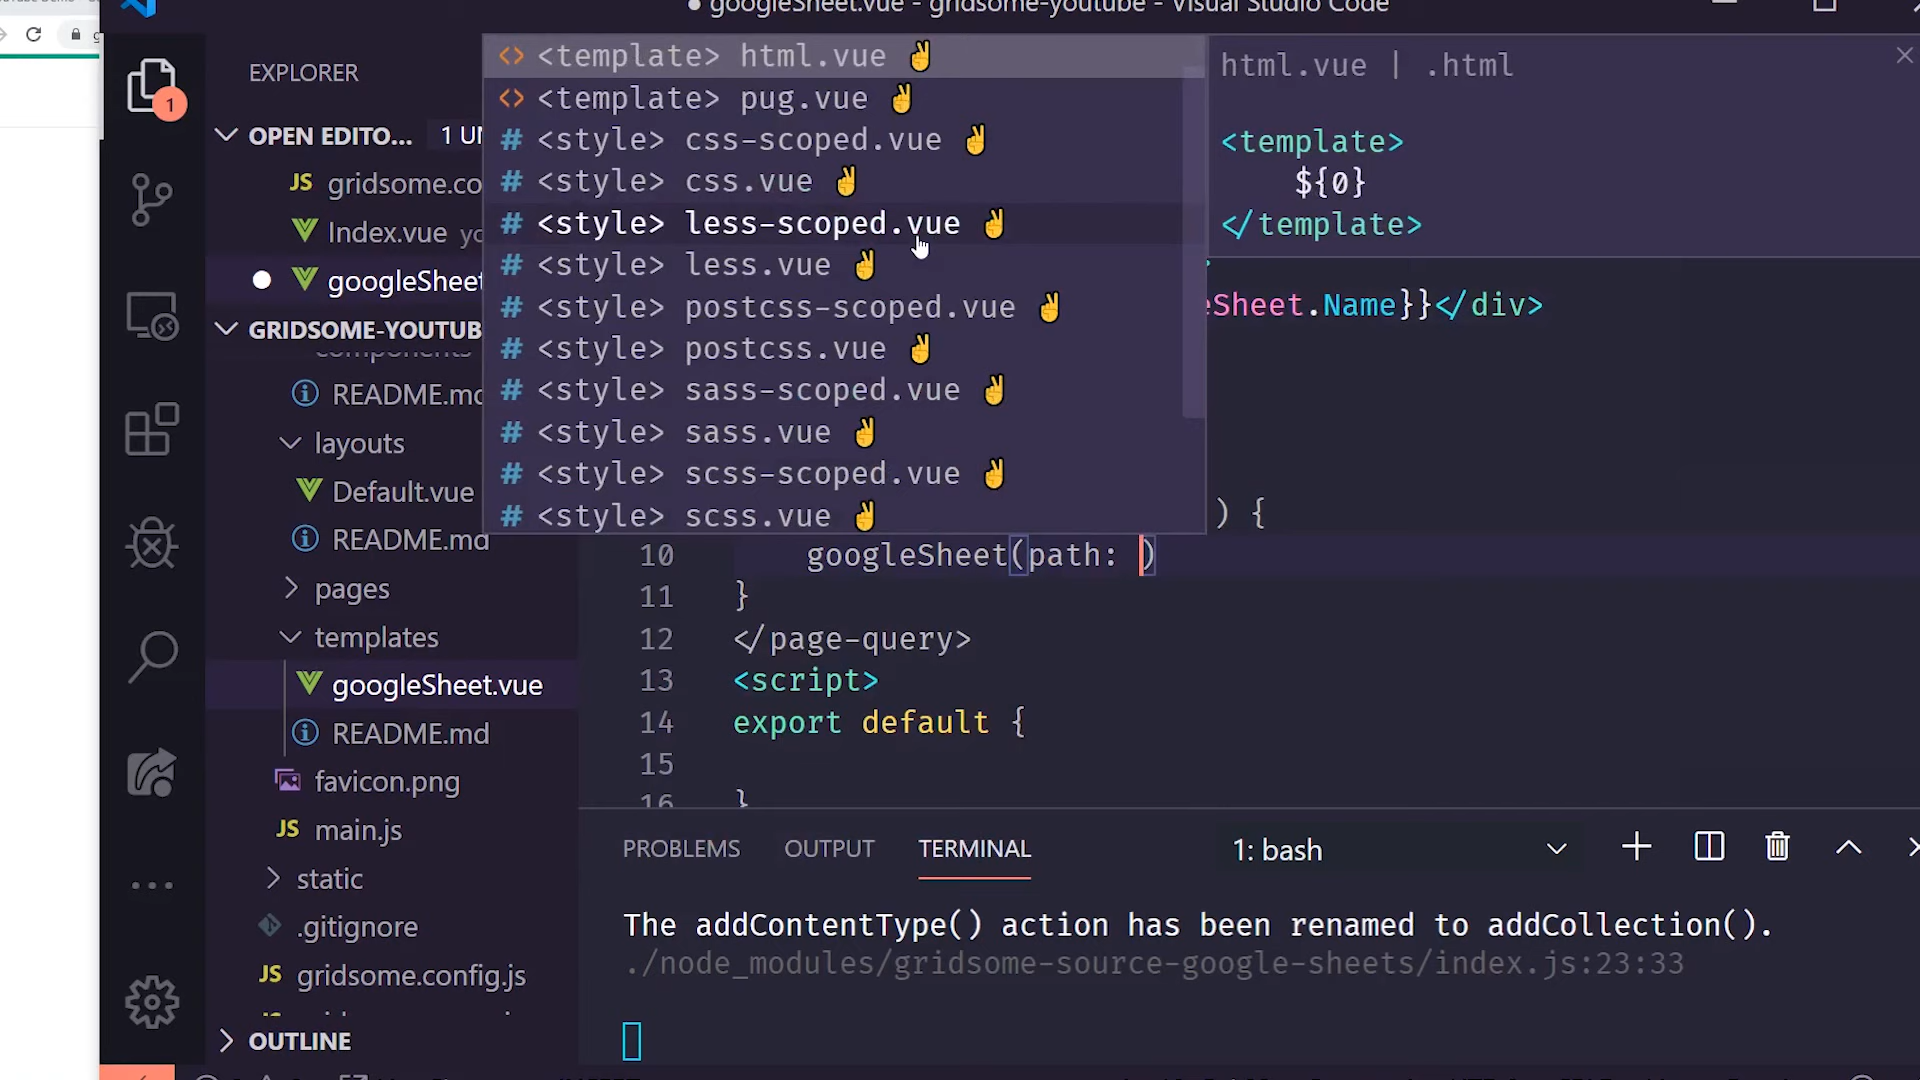 googleSheet.vue - gridsome-youtube - Visual Studio Code
EXPLORER
1
OPEN EDITO... 1 UN
gridsome.co
Index.vue yo
googleSheet
GRIDSOME-YOUTUB
components
README.md
layouts
Default.vue
README.md
pages
templates
googleSheet.vue
README.md
favicon.png
main.js
static
.gitignore
gridsome.config.js
OUTLINE
<> <template> html.vue ✌
<> <template> pug.vue ✌
# <style> css-scoped.vue ✌
# <style> css.vue ✌
# <style> less-scoped.vue ✌
# <style> less.vue ✌
# <style> postcss-scoped.vue ✌
# <style> postcss.vue ✌
# <style> sass-scoped.vue ✌
# <style> sass.vue ✌
# <style> scss-scoped.vue ✌
# <style> scss.vue ✌
html.vue | .html
<template>
${0}
</template>
eSheet.Name}}</div>
) {
10 googleSheet(path: )
11 }
12 </page-query>
13 <script>
14 export default {
15
16 }
PROBLEMS OUTPUT TERMINAL 1: bash
The addContentType() action has been renamed to addCollection().
./node_modules/gridsome-source-google-sheets/index.js:23:33